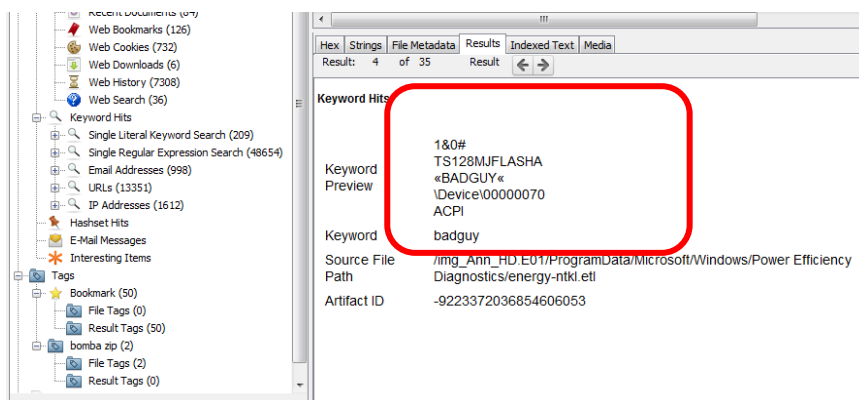 Recent Documents (84)
Web Bookmarks (126)
Web Cookies (732)
Web Downloads (6)
Web History (7308)
Web Search (36)
Keyword Hits
Single Literal Keyword Search (209)
Single Regular Expression Search (48654)
Email Addresses (998)
URLs (13351)
IP Addresses (1612)
Hashset Hits
E-Mail Messages
Interesting Items
Tags
Bookmark (50)
File Tags (0)
Result Tags (50)
bomba zip (2)
File Tags (2)
Result Tags (0)
Hex Strings File Metadata Results Indexed Text Media
Result: 4 of 35 Result
Keyword Hits
Keyword Preview
1&0#
TS128MJFLASHA
«BADGUY«
\Device\00000070
ACPI
Keyword badguy
Source File Path
/img_Ann_HD.E01/ProgramData/Microsoft/Windows/Power Efficiency
Diagnostics/energy-ntkl.etl
Artifact ID -9223372036854606053